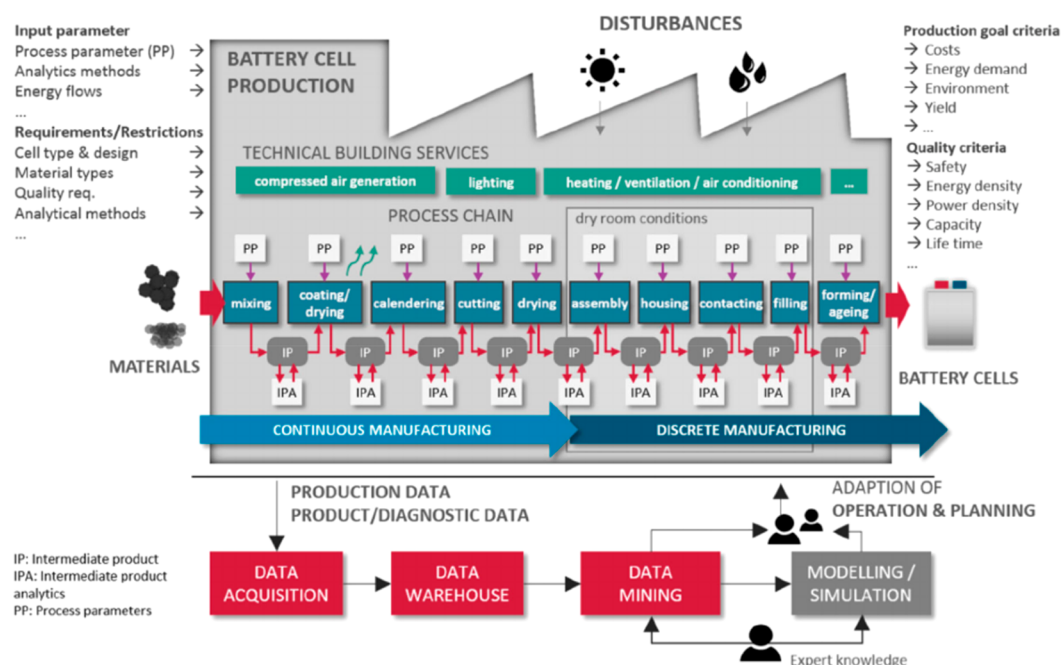 Input parameter
Process parameter (PP) →
Analytics methods →
Energy flows →
...
Requirements/Restrictions
Cell type & design →
Material types →
Quality req. →
Analytical methods →
...
DISTURBANCES
BATTERY CELL
PRODUCTION
Production goal criteria
→ Costs
→ Energy demand
→ Environment
→ Yield
→ ...
Quality criteria
→ Safety
→ Energy density
→ Power density
→ Capacity
→ Life time
...
TECHNICAL BUILDING SERVICES
compressed air generation
lighting
heating / ventilation / air conditioning
...
PROCESS CHAIN
dry room conditions
PP PP PP PP PP PP PP PP PP PP
mixing
coating/
drying
calendering
cutting
drying
assembly
housing
contacting
filling
forming/
ageing
IP IP IP IP IP IP IP IP IP
IPA IPA IPA IPA IPA IPA IPA IPA IPA
MATERIALS
BATTERY CELLS
CONTINUOUS MANUFACTURING
DISCRETE MANUFACTURING
PRODUCTION DATA
PRODUCT/DIAGNOSTIC DATA
ADAPTION OF
OPERATION & PLANNING
IP: Intermediate product
IPA: Intermediate product
analytics
PP: Process parameters
DATA
ACQUISITION
DATA
WAREHOUSE
DATA
MINING
MODELLING /
SIMULATION
Expert knowledge